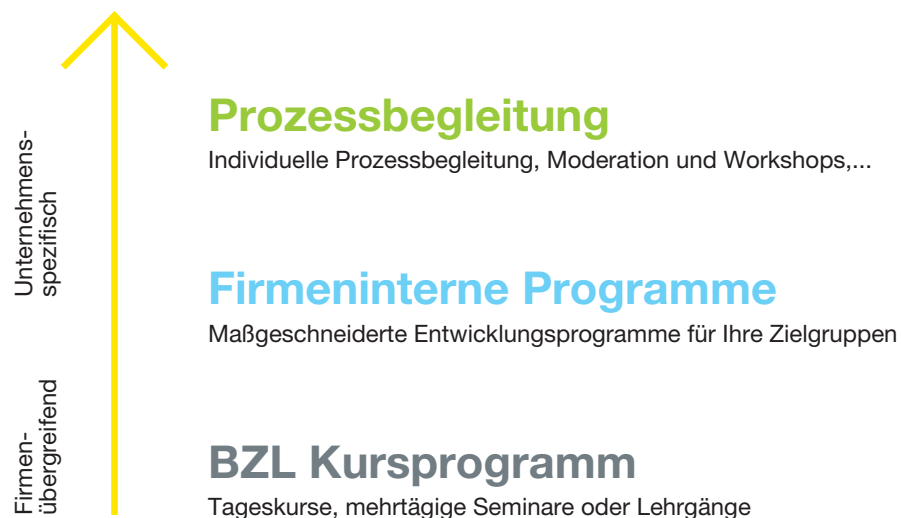 Prozessbegleitung
Individuelle Prozessbegleitung, Moderation und Workshops,...
Unternehmens-
spezifisch
Firmeninterne Programme
Maßgeschneiderte Entwicklungsprogramme für Ihre Zielgruppen
Firmen-
übergreifend
BZL Kursprogramm
Tageskurse, mehrtägige Seminare oder Lehrgänge